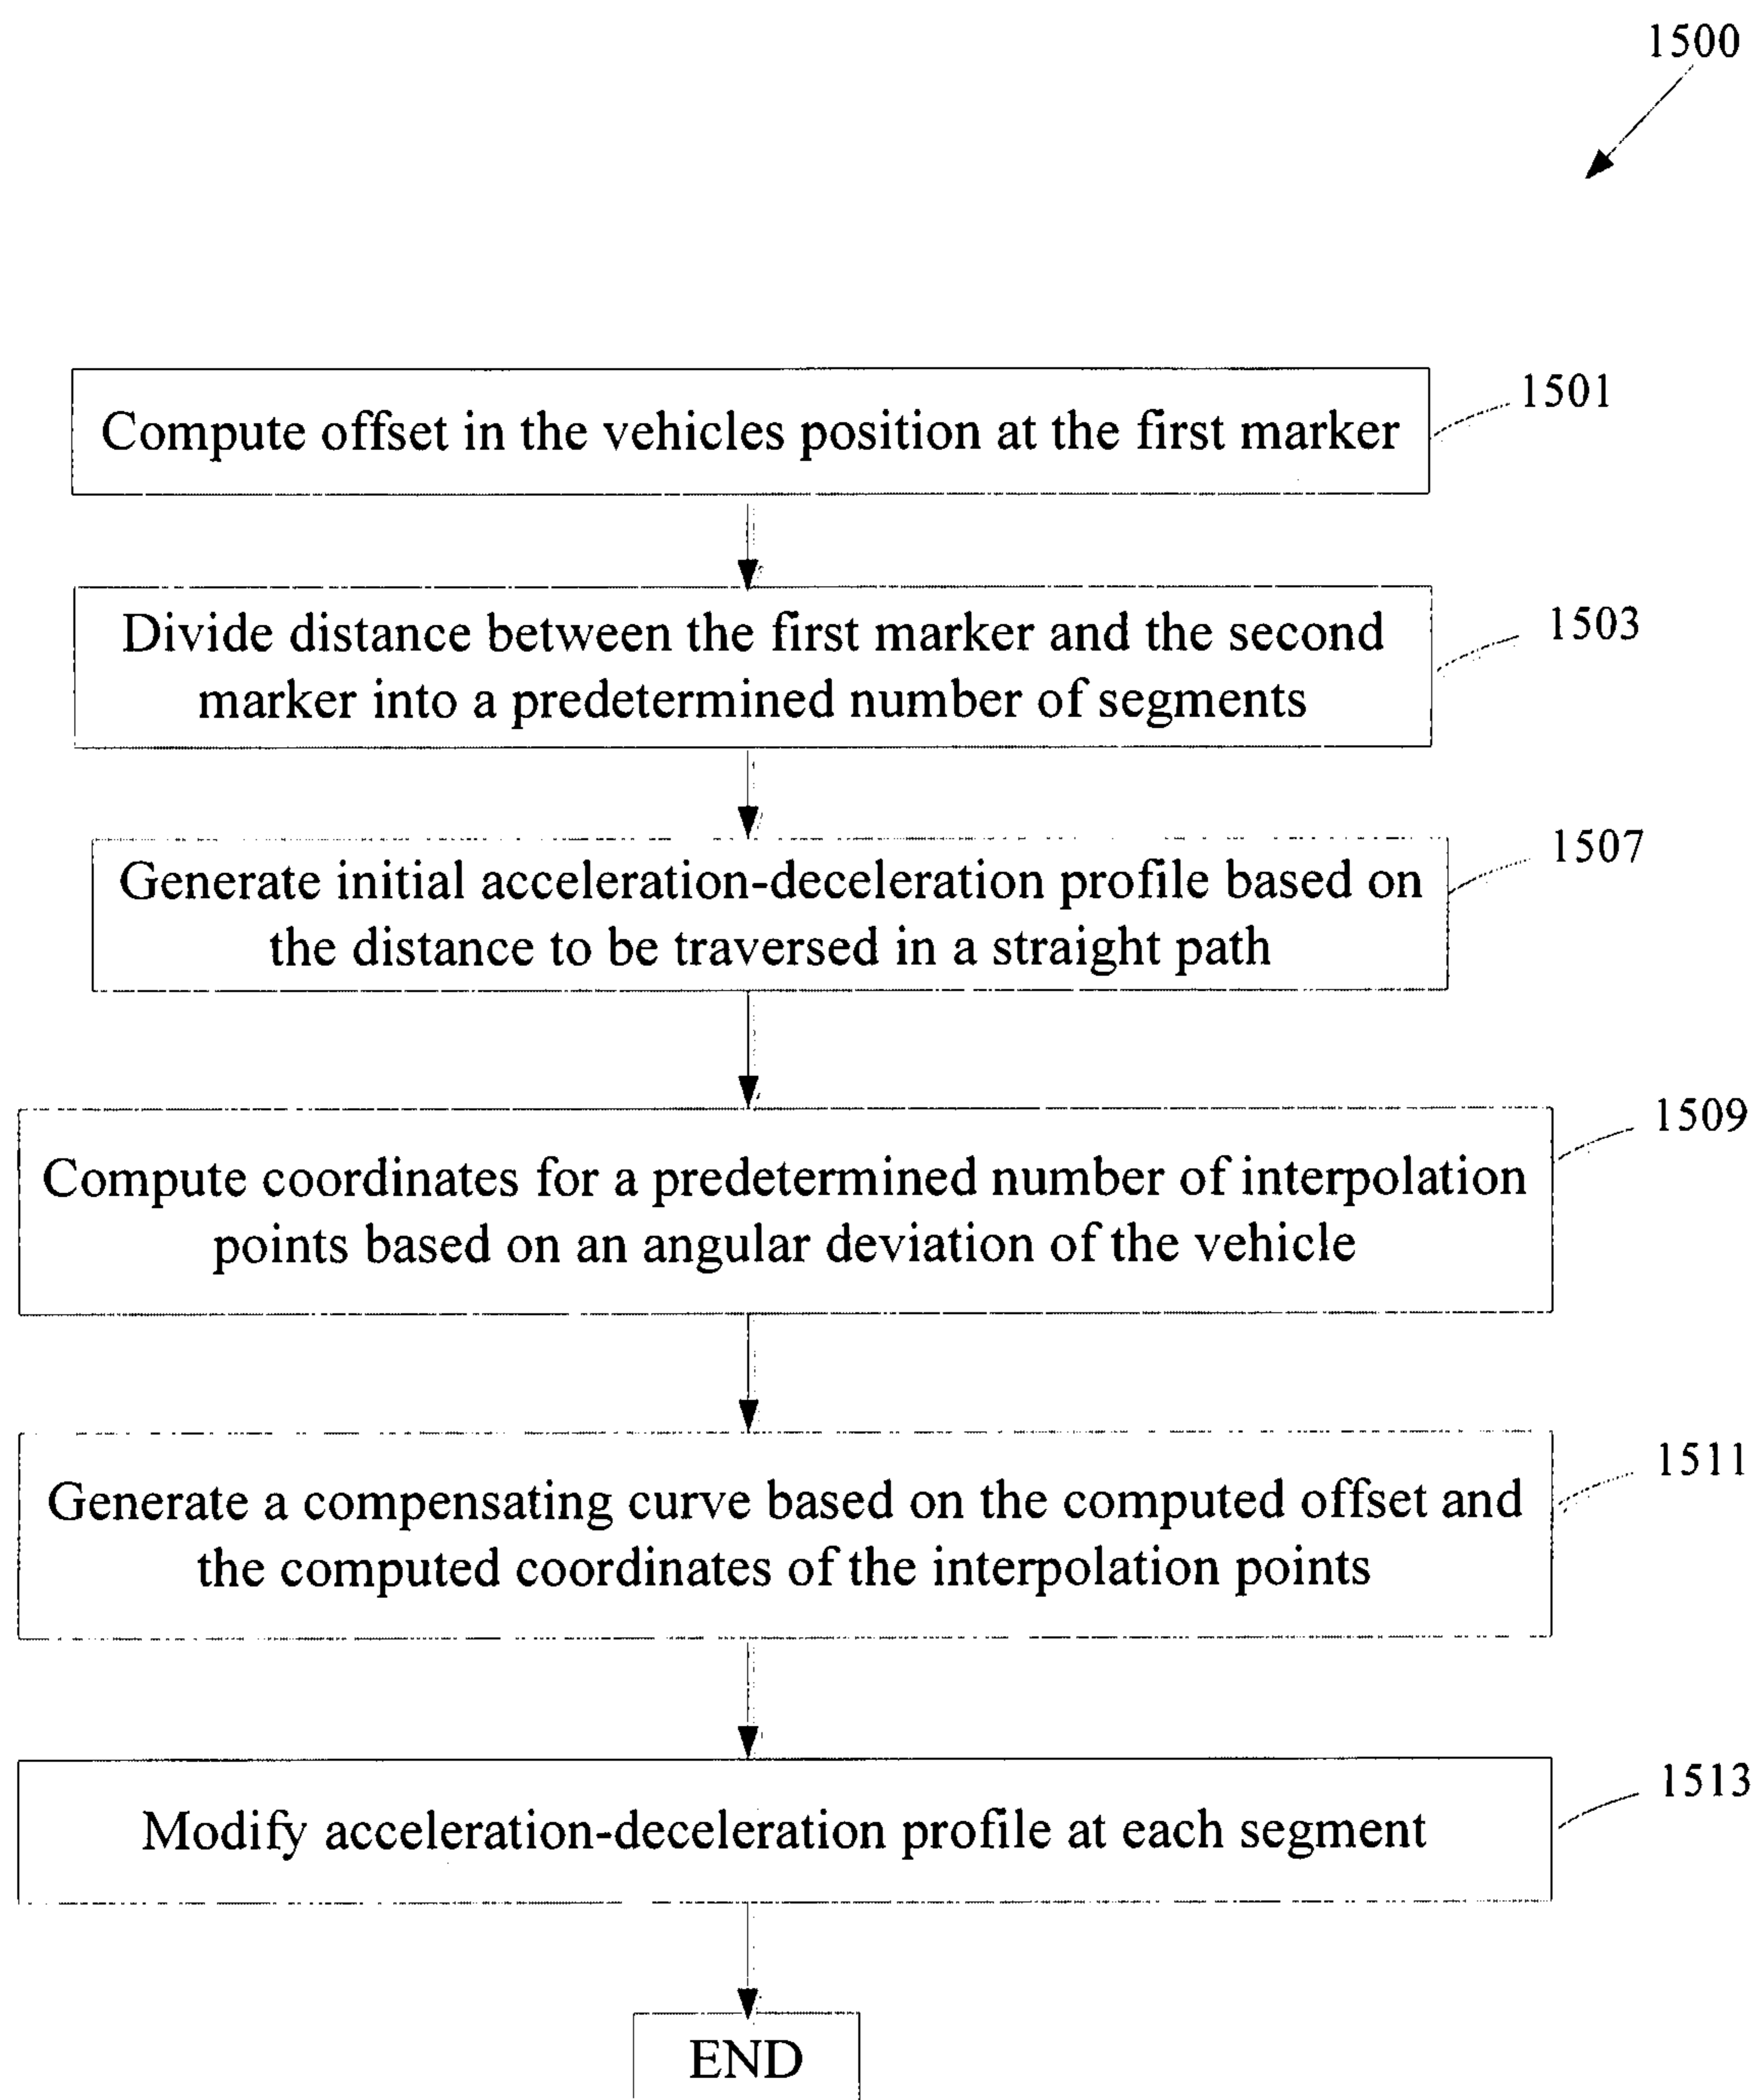 1500
Compute offset in the vehicles position at the first marker
1501
Divide distance between the first marker and the second
marker into a predetermined number of segments
1503
Generate initial acceleration-deceleration profile based on
the distance to be traversed in a straight path
1507
Compute coordinates for a predetermined number of interpolation
points based on an angular deviation of the vehicle
1509
Generate a compensating curve based on the computed offset and
the computed coordinates of the interpolation points
1511
Modify acceleration-deceleration profile at each segment
1513
END